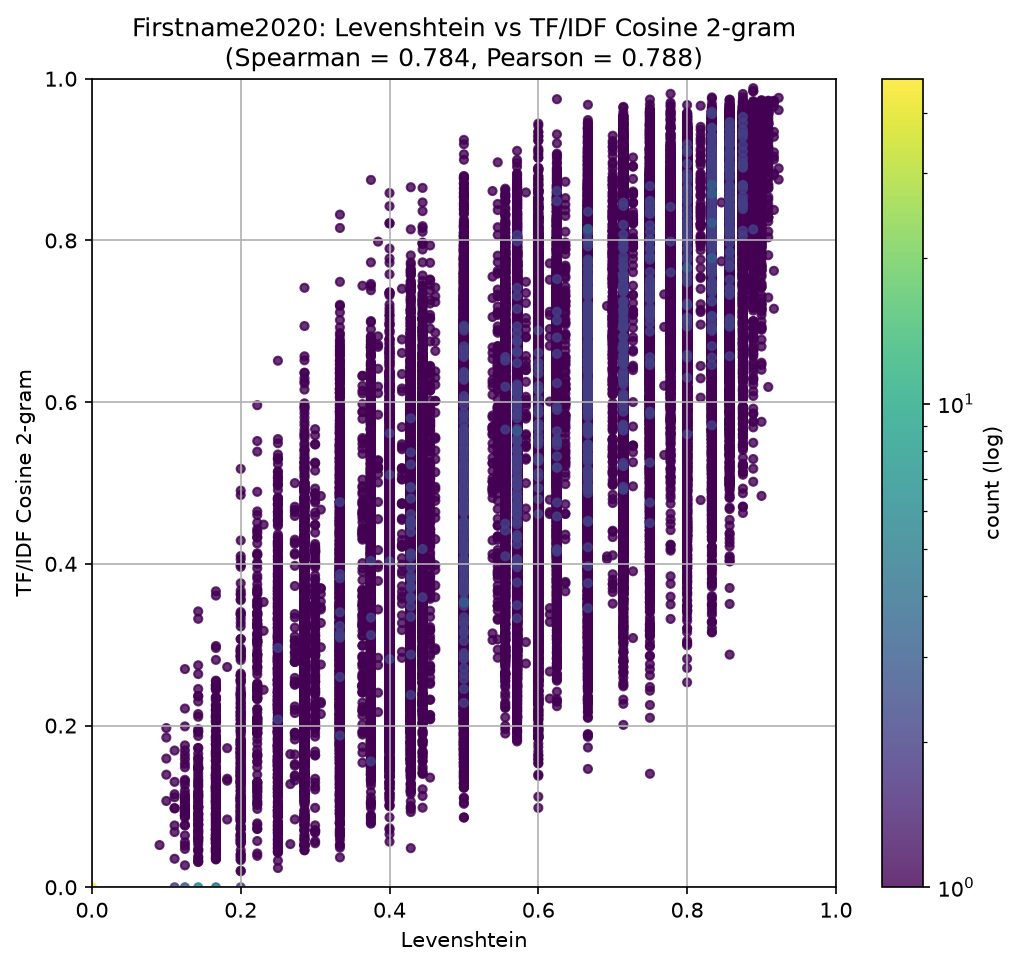 Firstname2020: Levenshtein vs TF/IDF Cosine 2-gram
(Spearman = 0.784, Pearson = 0.788)
1.0
0.8
0.6
0.4
0.2
0.0
TF/IDF Cosine 2-gram
0.0 0.2 0.4 0.6 0.8 1.0
Levenshtein
10¹
10⁰
count (log)